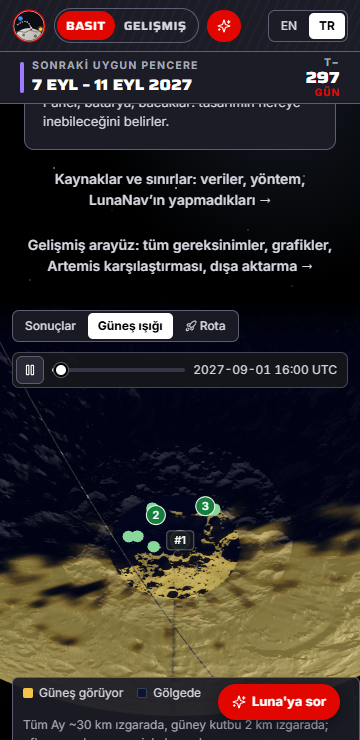 BASIT GELİŞMİŞ EN TR
SONRAKİ UYGUN PENCERE
7 EYL - 11 EYL 2027
T−
297
GÜN
inebileceğini belirler.
Kaynaklar ve sınırlar: veriler, yöntem,
LunaNav'ın yapmadıkları →
Gelişmiş arayüz: tüm gereksinimler, grafikler,
Artemis karşılaştırması, dışa aktarma →
Sonuçlar Güneş ışığı Rota
2027-09-01 16:00 UTC
2
3
#1
Güneş görüyor Gölgede
Luna'ya sor
Tüm Ay ~30 km ızgarada, güney kutbu 2 km ızgarada;